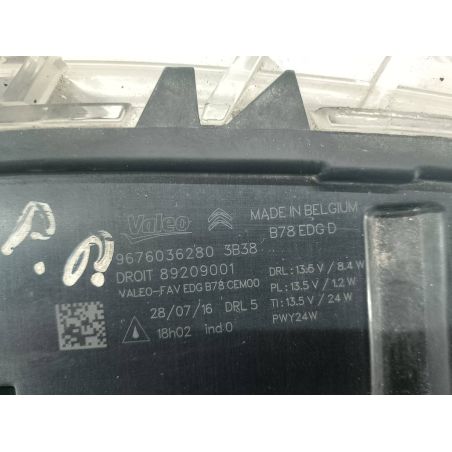 Valeo MADE IN BELGIUM
B78 EDG D
9676036280 3B38
DROIT 89209001
VALEO-FAV EDG B78 CEM00
DRL : 13.5 V / 8.4 W
PL : 13.5 V / 1.2 W
TI : 13.5 V / 24 W
PWY24W
28/07/16 DRL 5
18h02 ind 0
P. P.